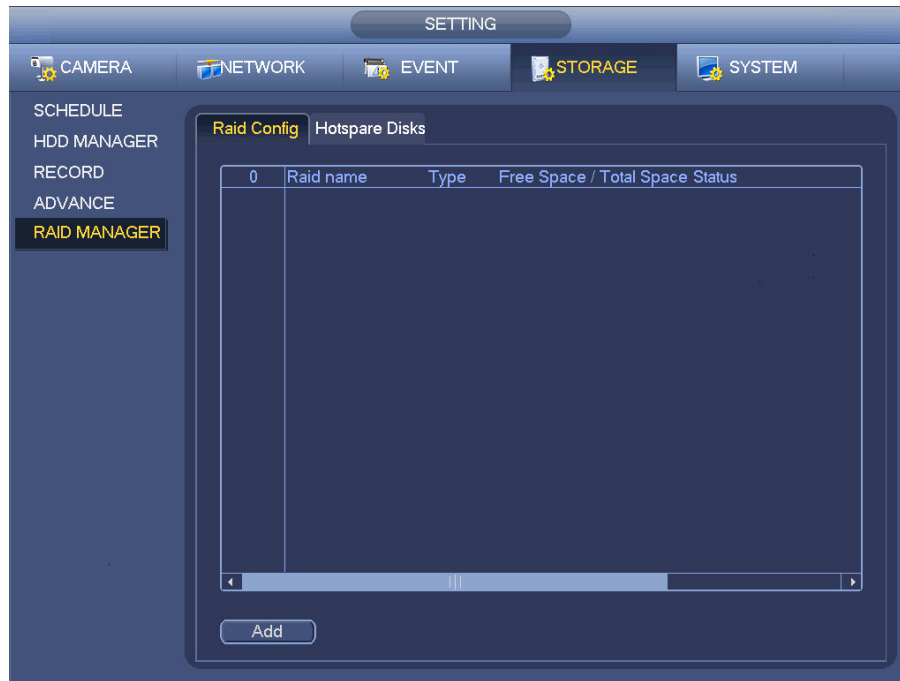 SETTING
CAMERA NETWORK EVENT STORAGE SYSTEM
SCHEDULE
HDD MANAGER
RECORD
ADVANCE
RAID MANAGER
Raid Config Hotspare Disks
0 Raid name Type Free Space / Total Space Status
Add